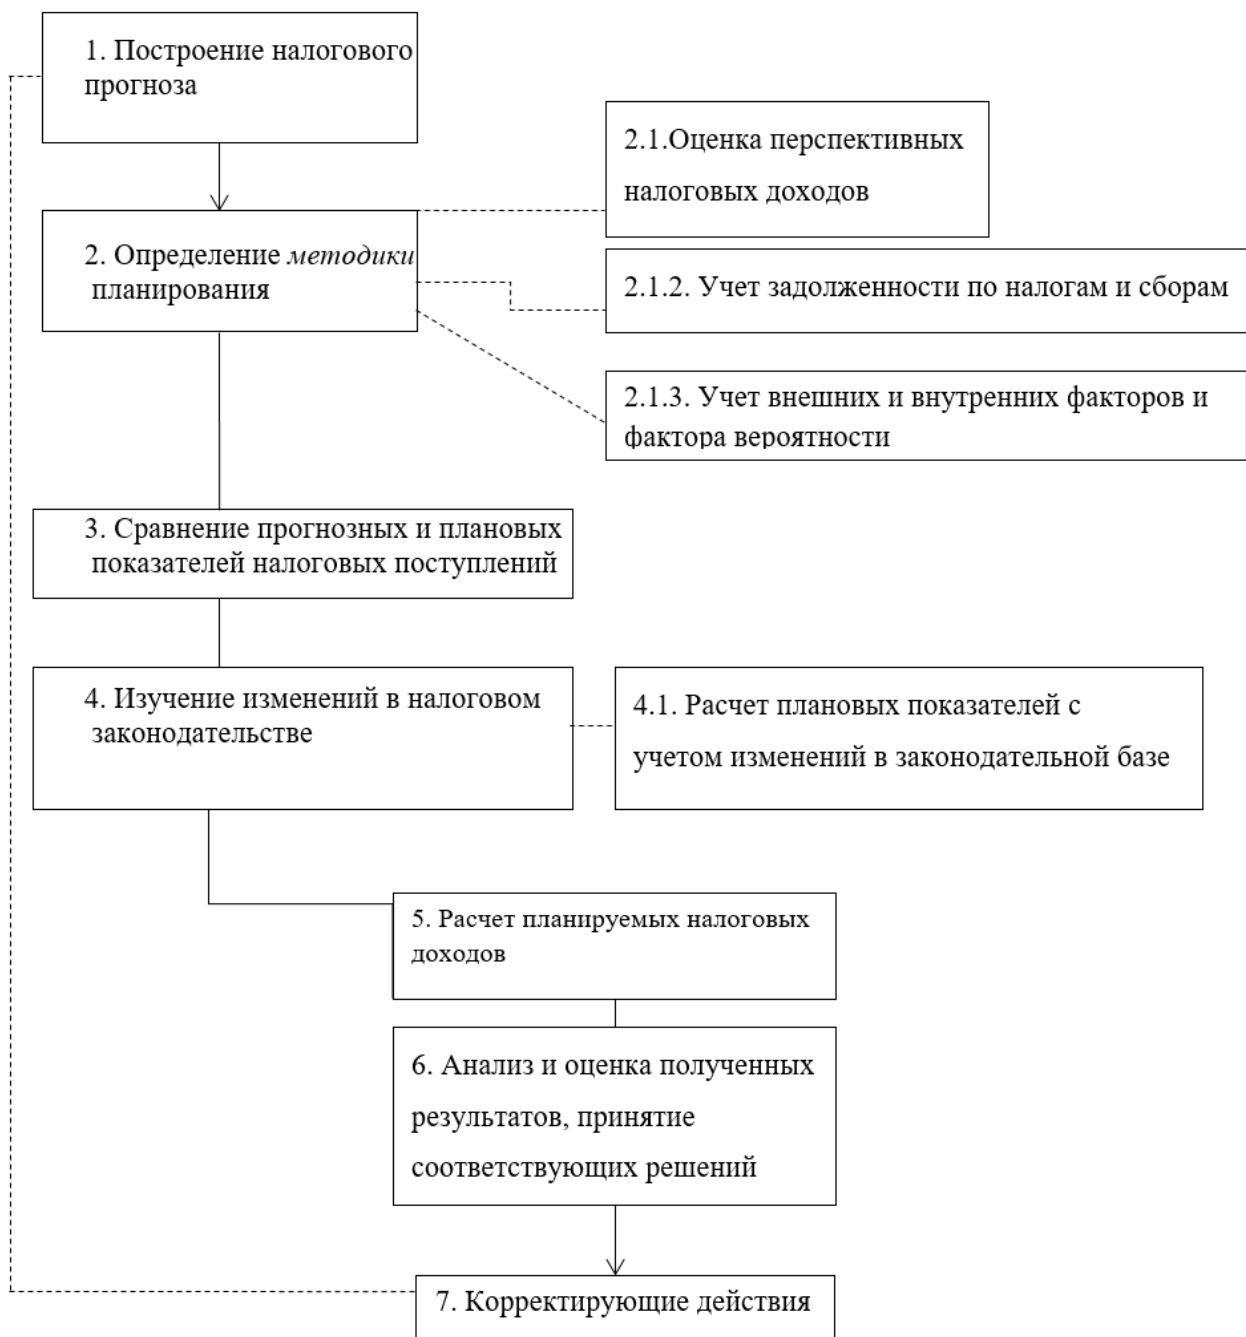 1. Построение налогового
прогноза
2.1.Оценка перспективных
налоговых доходов
2. Определение методики
планирования
2.1.2. Учет задолженности по налогам и сборам
2.1.3. Учет внешних и внутренних факторов и
фактора вероятности
3. Сравнение прогнозных и плановых
показателей налоговых поступлений
4. Изучение изменений в налоговом
законодательстве
4.1. Расчет плановых показателей с
учетом изменений в законодательной базе
5. Расчет планируемых налоговых
доходов
6. Анализ и оценка полученных
результатов, принятие
соответствующих решений
7. Корректирующие действия